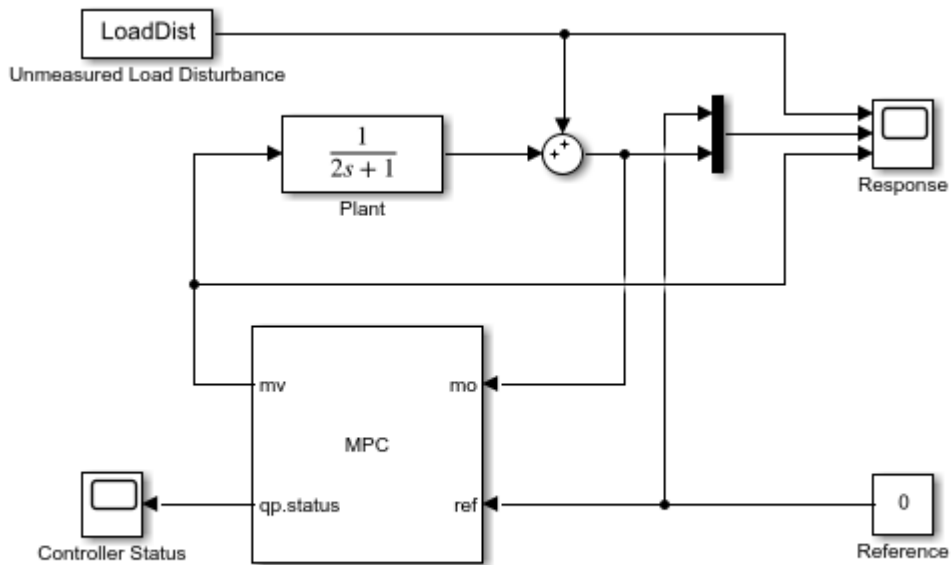 LoadDist
Unmeasured Load Disturbance
1
2s + 1
Plant
+ +
Response
mv
mo
MPC
qp.status
ref
0
Controller Status
Reference